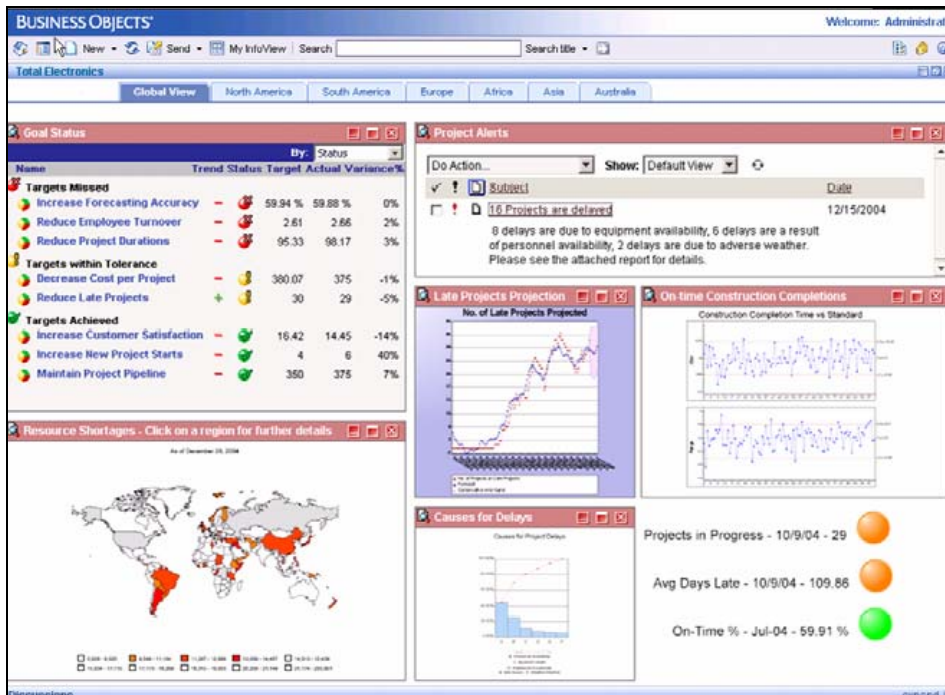 BUSINESS OBJECTS
Welcome: Administrat
New
Send
My InfoView
Search
Search title
Total Electronics
Global View
North America
South America
Europe
Africa
Asia
Australia
Goal Status
By: Status
Name Trend Status Target Actual Variance%
Targets Missed
Increase Forecasting Accuracy 59.94 % 59.88 % 0%
Reduce Employee Turnover 2.61 2.66 2%
Reduce Project Durations 95.33 98.17 3%
Targets within Tolerance
Decrease Cost per Project 380.07 375 -1%
Reduce Late Projects 30 29 -5%
Targets Achieved
Increase Customer Satisfaction 16.42 14.45 -14%
Increase New Project Starts 4 6 40%
Maintain Project Pipeline 350 375 7%
Project Alerts
Do Action...
Show: Default View
Subject Date
16 Projects are delayed 12/15/2004
8 delays are due to equipment availability, 6 delays are a result
of personnel availability, 2 delays are due to adverse weather.
Please see the attached report for details.
Late Projects Projection
No. of Late Projects Projected
On-time Construction Completions
Construction Completion Time vs Standard
Resource Shortages - Click on a region for further details
Causes for Delays
Causes for Project Delays
Projects in Progress - 10/9/04 - 29
Avg Days Late - 10/9/04 - 109.86
On-Time % - Jul-04 - 59.91 %
Discussions
expand